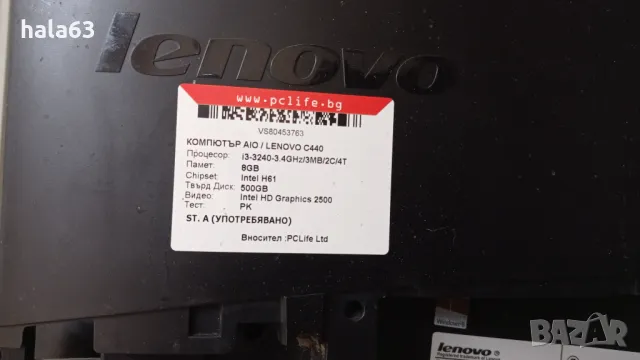 hala63
lenovo
www.pclife.bg
VS80453763
КОМПЮТЪР AIO / LENOVO C440
Процесор: i3-3240-3.4GHz/3MB/2C/4T
Памет: 8GB
Chipset: Intel H61
Твърд Диск: 500GB
Видео: Intel HD Graphics 2500
Тест: РК
ST. A (УПОТРЕБЯВАНО)
Вносител :PCLife Ltd
lenovo
bazar